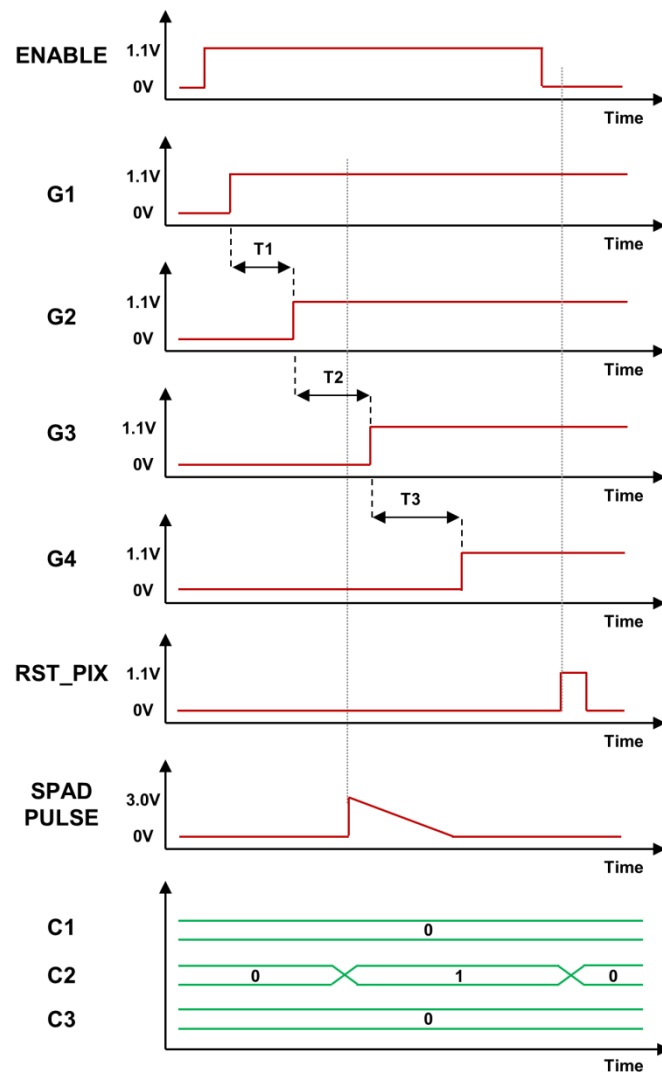 ENABLE
1.1V
0V
Time
G1
1.1V
0V
Time
T1
G2
1.1V
0V
Time
T2
G3
1.1V
0V
Time
T3
G4
1.1V
0V
Time
RST_PIX
1.1V
0V
Time
SPAD
PULSE
3.0V
0V
Time
C1
0
C2
0 1 0
C3
0
Time